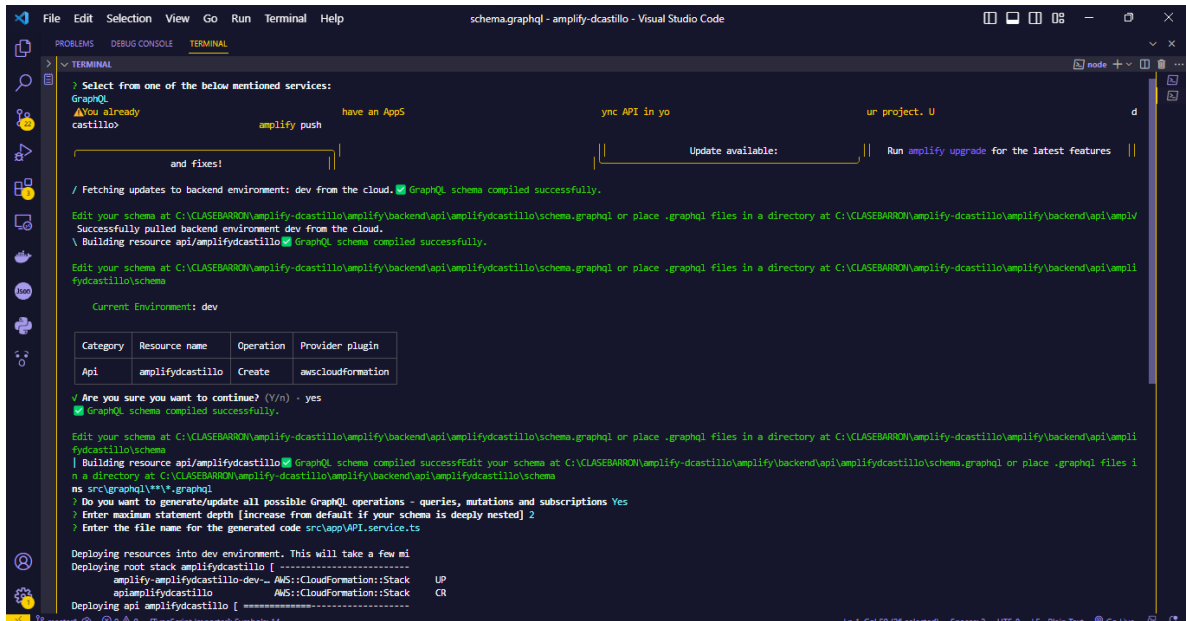 File Edit Selection View Go Run Terminal Help schema.graphql - amplify-dcastillo - Visual Studio Code
PROBLEMS DEBUG CONSOLE TERMINAL
TERMINAL node
? Select from one of the below mentioned services:
GraphQL
⚠You already have an AppS ync API in yo ur project. U d
castillo> amplify push
Update available: Run amplify upgrade for the latest features
and fixes!
/ Fetching updates to backend environment: dev from the cloud.✅ GraphQL schema compiled successfully.
Edit your schema at C:\CLASEBARRON\amplify-dcastillo\amplify\backend\api\amplifydcastillo\schema.graphql or place .graphql files in a directory at C:\CLASEBARRON\amplify-dcastillo\amplify\backend\api\ampl√
Successfully pulled backend environment dev from the cloud.
\ Building resource api/amplifydcastillo✅ GraphQL schema compiled successfully.
Edit your schema at C:\CLASEBARRON\amplify-dcastillo\amplify\backend\api\amplifydcastillo\schema.graphql or place .graphql files in a directory at C:\CLASEBARRON\amplify-dcastillo\amplify\backend\api\ampli
fydcastillo\schema
Current Environment: dev
Category Resource name Operation Provider plugin
Api amplifydcastillo Create awscloudformation
√ Are you sure you want to continue? (Y/n) · yes
✅ GraphQL schema compiled successfully.
Edit your schema at C:\CLASEBARRON\amplify-dcastillo\amplify\backend\api\amplifydcastillo\schema.graphql or place .graphql files in a directory at C:\CLASEBARRON\amplify-dcastillo\amplify\backend\api\ampli
fydcastillo\schema
| Building resource api/amplifydcastillo✅ GraphQL schema compiled successfEdit your schema at C:\CLASEBARRON\amplify-dcastillo\amplify\backend\api\amplifydcastillo\schema.graphql or place .graphql files i
n a directory at C:\CLASEBARRON\amplify-dcastillo\amplify\backend\api\amplifydcastillo\schema
ns src\graphql\**\*.graphql
? Do you want to generate/update all possible GraphQL operations - queries, mutations and subscriptions Yes
? Enter maximum statement depth [increase from default if your schema is deeply nested] 2
? Enter the file name for the generated code src\app\API.service.ts
Deploying resources into dev environment. This will take a few mi
Deploying root stack amplifydcastillo [ -------------------------
amplify-amplifydcastillo-dev-… AWS::CloudFormation::Stack UP
apiamplifydcastillo AWS::CloudFormation::Stack CR
Deploying api amplifydcastillo [ =============-------------------